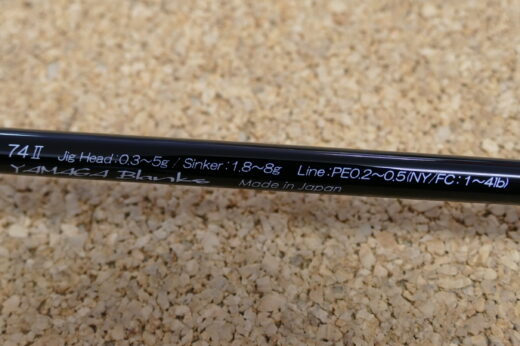 74II Jig Head:0.3~5g / Sinker:1.8~8g Line:PE0.2~0.5(NY/FC:1~4lb)
YAMAGA Blanks Made in Japan